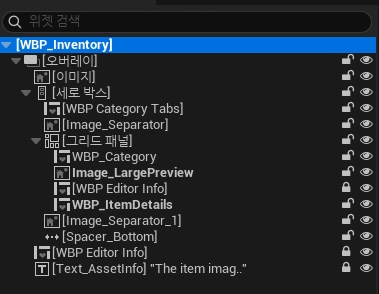 위젯 검색
[WBP_Inventory]
[오버레이]
[이미지]
[세로 박스]
[WBP Category Tabs]
[Image_Separator]
[그리드 패널]
WBP_Category
Image_LargePreview
[WBP Editor Info]
WBP_ItemDetails
[Image_Separator_1]
[Spacer_Bottom]
[WBP Editor Info]
[Text_AssetInfo] "The item imag.."